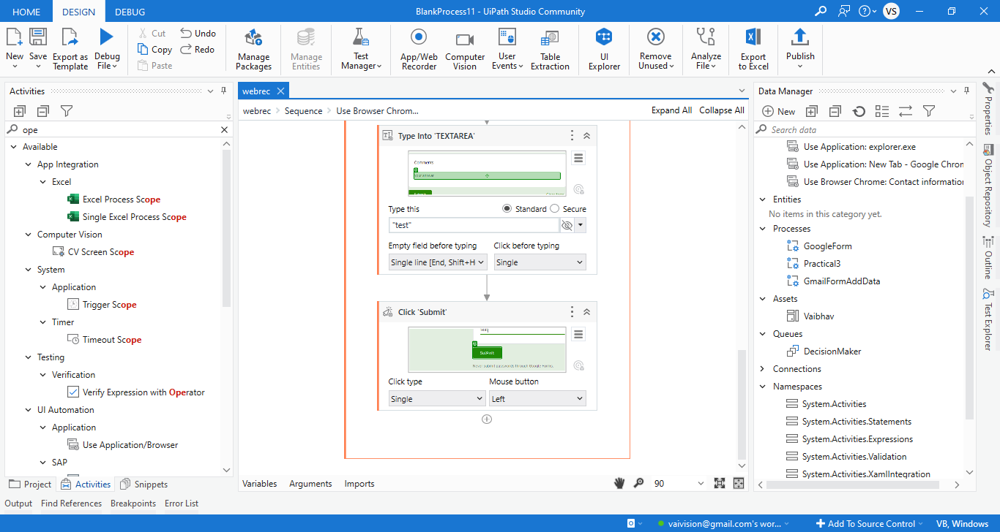 HOME DESIGN DEBUG BlankProcess11 - UiPath Studio Community VS
New Save Export as Template Debug File Cut Copy Paste Undo Redo Manage Packages Manage Entities Test Manager App/Web Recorder Computer Vision User Events Table Extraction UI Explorer Remove Unused Analyze File Export to Excel Publish
Activities
ope
Available
App Integration
Excel
Excel Process Scope
Single Excel Process Scope
Computer Vision
CV Screen Scope
System
Application
Trigger Scope
Timer
Timeout Scope
Testing
Verification
Verify Expression with Operator
UI Automation
Application
Use Application/Browser
SAP
Project Activities Snippets
webrec
webrec Sequence Use Browser Chrom... Expand All Collapse All
Type Into 'TEXTAREA'
Comments
Your answer
Type this Standard Secure
"test"
Empty field before typing Click before typing
Single line [End, Shift+H Single
Click 'Submit'
Submit
Never submit passwords through Google Forms.
Click type Mouse button
Single Left
Variables Arguments Imports 90
Data Manager
New
Search data
Use Application: explorer.exe
Use Application: New Tab - Google Chron
Use Browser Chrome: Contact information
Entities
No items in this category yet.
Processes
GoogleForm
Practical3
GmailFormAddData
Assets
Vaibhav
Queues
DecisionMaker
Connections
Namespaces
System.Activities
System.Activities.Statements
System.Activities.Expressions
System.Activities.Validation
System.Activities.XamlIntegration
Properties
Object Repository
Outline
Test Explorer
Output Find References Breakpoints Error List
vaivision@gmail.com's wor... Add To Source Control VB, Windows